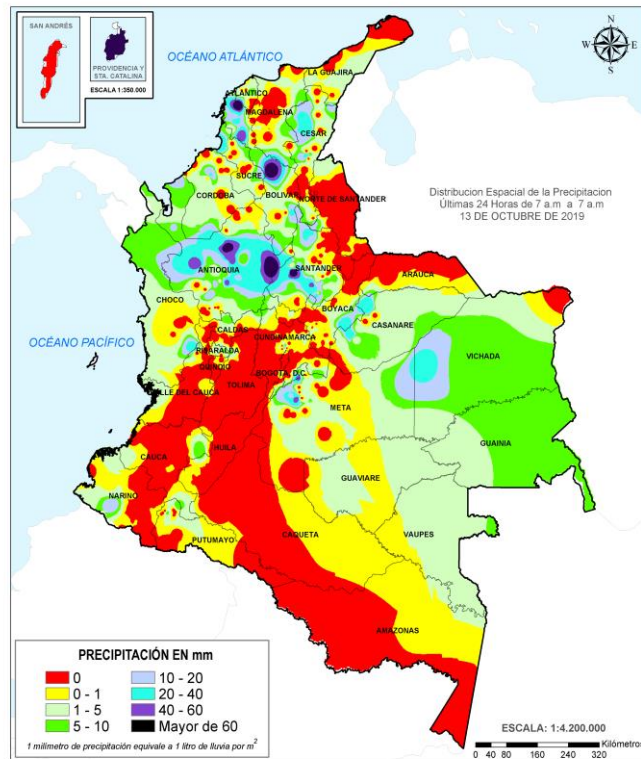 SAN ANDRÉS
PROVIDENCIA Y
STA. CATALINA
ESCALA 1:350.000
OCÉANO ATLÁNTICO
N
W
E
S
LA GUAJIRA
ATLÁNTICO
MAGDALENA
CESAR
SUCRE
CORDOBA
BOLIVAR
NORTE DE SANTANDER
Distribucion Espacial de la Precipitacion
Últimas 24 Horas de 7 a.m a 7 a.m
13 DE OCTUBRE DE 2019
ANTIOQUIA
SANTANDER
ARAUCA
CHOCO
BOYACA
CASANARE
OCÉANO PACÍFICO
CALDAS
CUNDINAMARCA
VICHADA
RISARALDA
QUINDIO
BOGOTA, D.C.
TOLIMA
VALLE DEL CAUCA
META
GUAINIA
CAUCA
HUILA
GUAVIARE
NARIÑO
CAQUETA
VAUPES
PUTUMAYO
AMAZONAS
PRECIPITACIÓN EN mm
0
10 - 20
0 - 1
20 - 40
1 - 5
40 - 60
5 - 10
Mayor de 60
1 milimetro de precipitación equivale a 1 litro de lluvia por m²
ESCALA: 1:4.200.000
Kilómetros
0 40 80 160 240 320